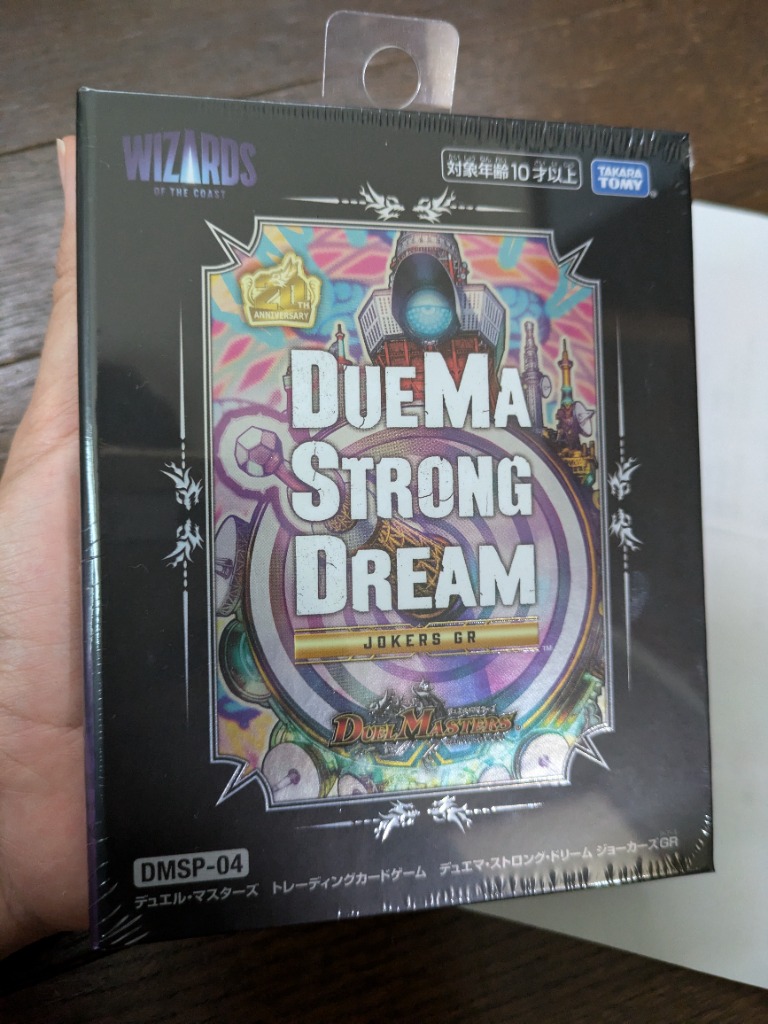 WIZARDS
OF THE COAST
対象年齢10才以上
TAKARA
TOMY
20TH
ANNIVERSARY
DUEMA
STRONG
DREAM
JOKERS GR
TM
DUEL MASTERS
DMSP-04
デュエル・マスターズ トレーディングカードゲーム デュエマ・ストロング・ドリーム ジョーカーズGR